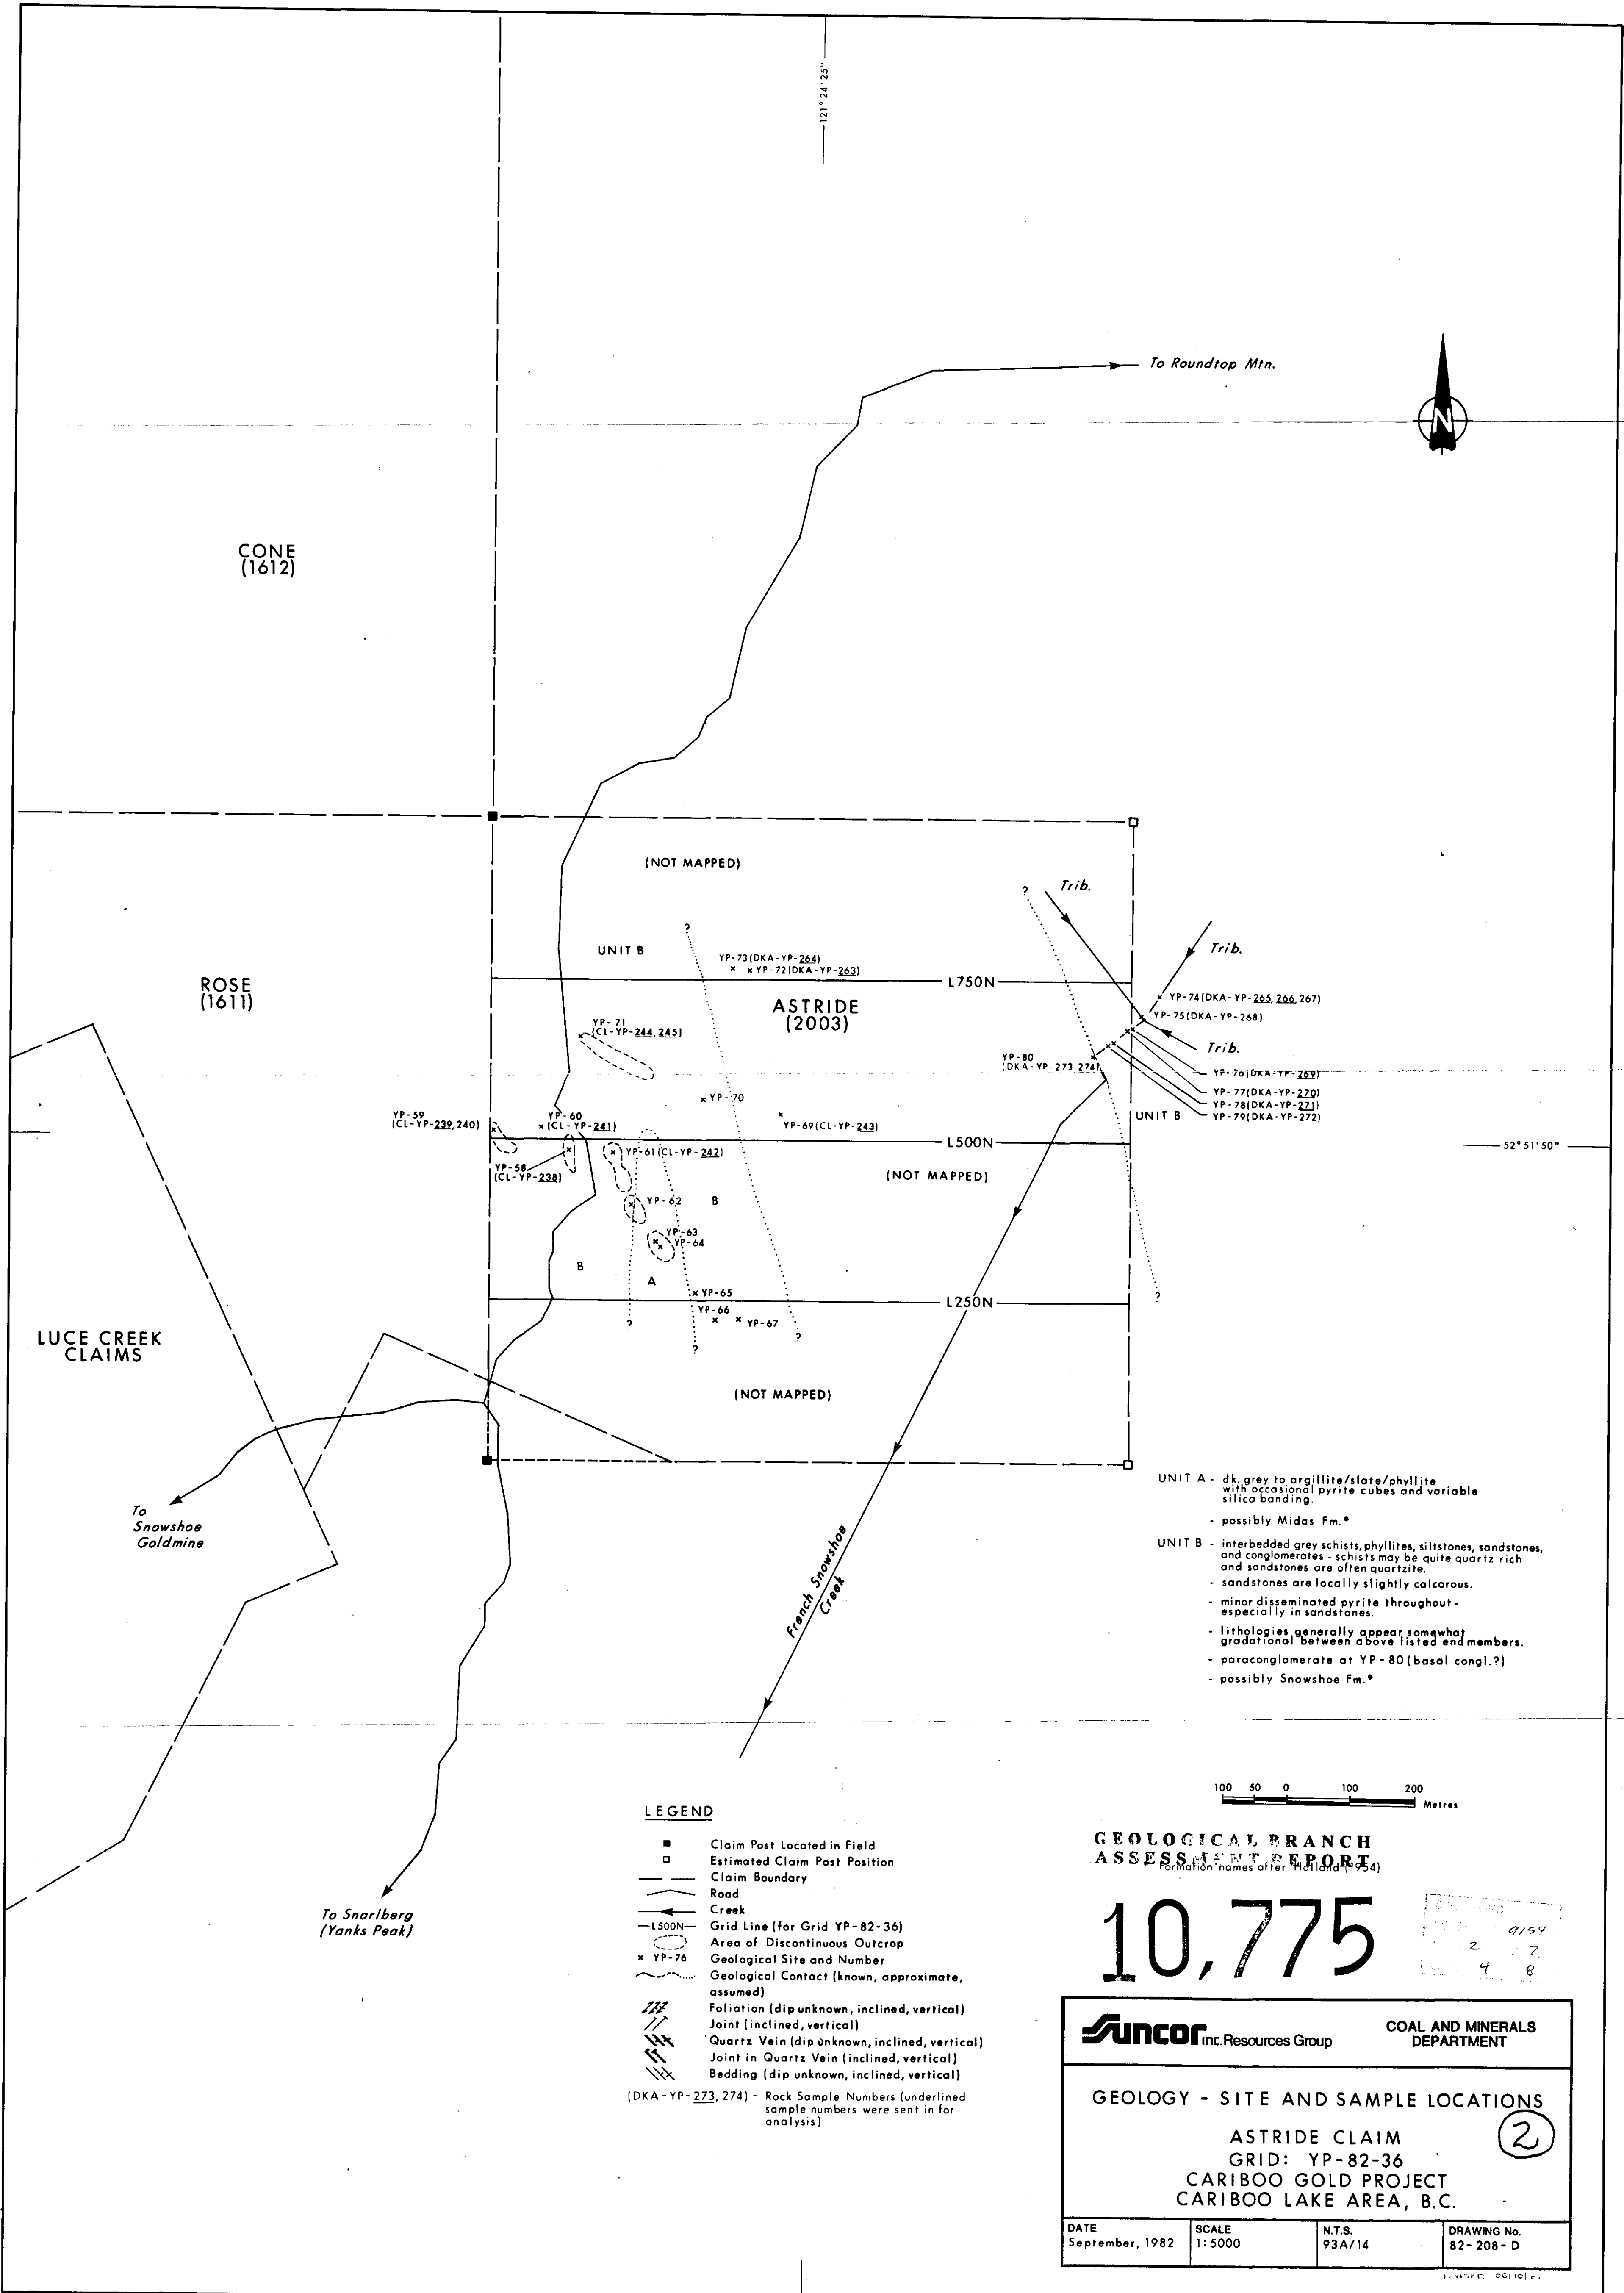 121° 24' 25"
To Roundtop Mtn.
N
CONE
(1612)
(NOT MAPPED)
?
Trib.
?
UNIT B
Trib.
YP-73(DKA-YP-264)
YP-72(DKA-YP-263)
L750N
ROSE
(1611)
ASTRIDE
(2003)
YP-74(DKA-YP-265, 266, 267)
YP-75(DKA-YP-268)
YP-71
(CL-YP-244, 245)
Trib.
YP-80
(DKA-YP-273, 274)
YP-76(DKA-YP-269)
YP-77(DKA-YP-270)
YP-78(DKA-YP-271)
YP-79(DKA-YP-272)
YP-70
YP-59
(CL-YP-239, 240)
YP-60
(CL-YP-241)
YP-69(CL-YP-243)
UNIT B
L500N
52° 51' 50"
YP-61(CL-YP-242)
YP-58
(CL-YP-238)
(NOT MAPPED)
YP-62
B
YP-63
YP-64
B
A
YP-65
L250N
?
YP-66
YP-67
?
?
?
LUCE CREEK
CLAIMS
(NOT MAPPED)
To
Snowshoe
Goldmine
French Snowshoe
Creek
UNIT A - dk. grey to argillite/slate/phyllite
with occasional pyrite cubes and variable
silica banding.
- possibly Midas Fm.*
UNIT B - interbedded grey schists, phyllites, siltstones, sandstones,
and conglomerates - schists may be quite quartz rich
and sandstones are often quartzite.
- sandstones are locally slightly calcarous.
- minor disseminated pyrite throughout -
especially in sandstones.
- lithologies generally appear somewhat
gradational between above listed endmembers.
- paraconglomerate at YP-80 (basal congl.?)
- possibly Snowshoe Fm.*
To Snarlberg
(Yanks Peak)
100 50 0 100 200
Metres
LEGEND
Claim Post Located in Field
Estimated Claim Post Position
Claim Boundary
Road
Creek
L500N Grid Line (for Grid YP-82-36)
Area of Discontinuous Outcrop
x YP-76 Geological Site and Number
Geological Contact (known, approximate,
assumed)
Foliation (dip unknown, inclined, vertical)
Joint (inclined, vertical)
Quartz Vein (dip unknown, inclined, vertical)
Joint in Quartz Vein (inclined, vertical)
Bedding (dip unknown, inclined, vertical)
(DKA-YP-273, 274) - Rock Sample Numbers (underlined
sample numbers were sent in for
analysis)
GEOLOGICAL BRANCH
ASSESSMENT REPORT
Formation names after Holland (1954)
10,775
9154
2 2
4 8
Suncor Inc. Resources Group
COAL AND MINERALS
DEPARTMENT
GEOLOGY - SITE AND SAMPLE LOCATIONS
2
ASTRIDE CLAIM
GRID: YP-82-36
CARIBOO GOLD PROJECT
CARIBOO LAKE AREA, B.C.
DATE
September, 1982
SCALE
1:5000
N.T.S.
93A/14
DRAWING No.
82-208-D